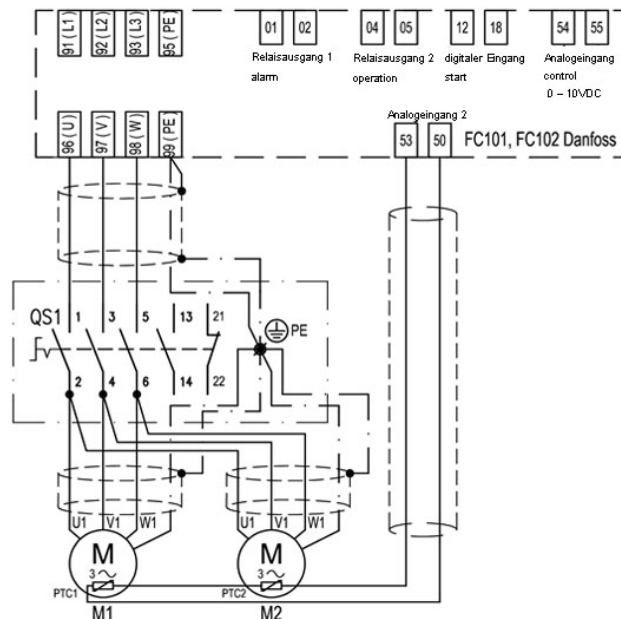 91 (L1) 92 (L2) 93 (L3) 95 (PE)
01 02 04 05 12 18 54 55
Relaisausgang 1
alarm
Relaisausgang 2
operation
digitaler Eingang
start
Analogeingang
control
0 – 10VDC
96 (U) 97 (V) 98 (W) 99 (PE)
Analogeingang 2
53 50
FC101, FC102 Danfoss
QS1
1 3 5 13 21
PE
2 4 6 14 22
U1 V1 W1
U1 V1 W1
M
3
PTC1
M1
M
3
PTC2
M2